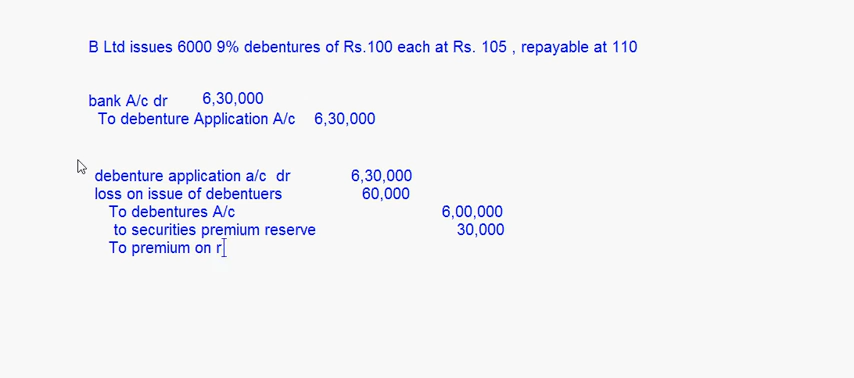 B Ltd issues 6000 9% debentures of Rs.100 each at Rs. 105 , repayable at 110
bank A/c dr 6,30,000
To debenture Application A/c 6,30,000
debenture application a/c dr 6,30,000
loss on issue of debentuers 60,000
To debentures A/c 6,00,000
to securities premium reserve 30,000
To premium on r